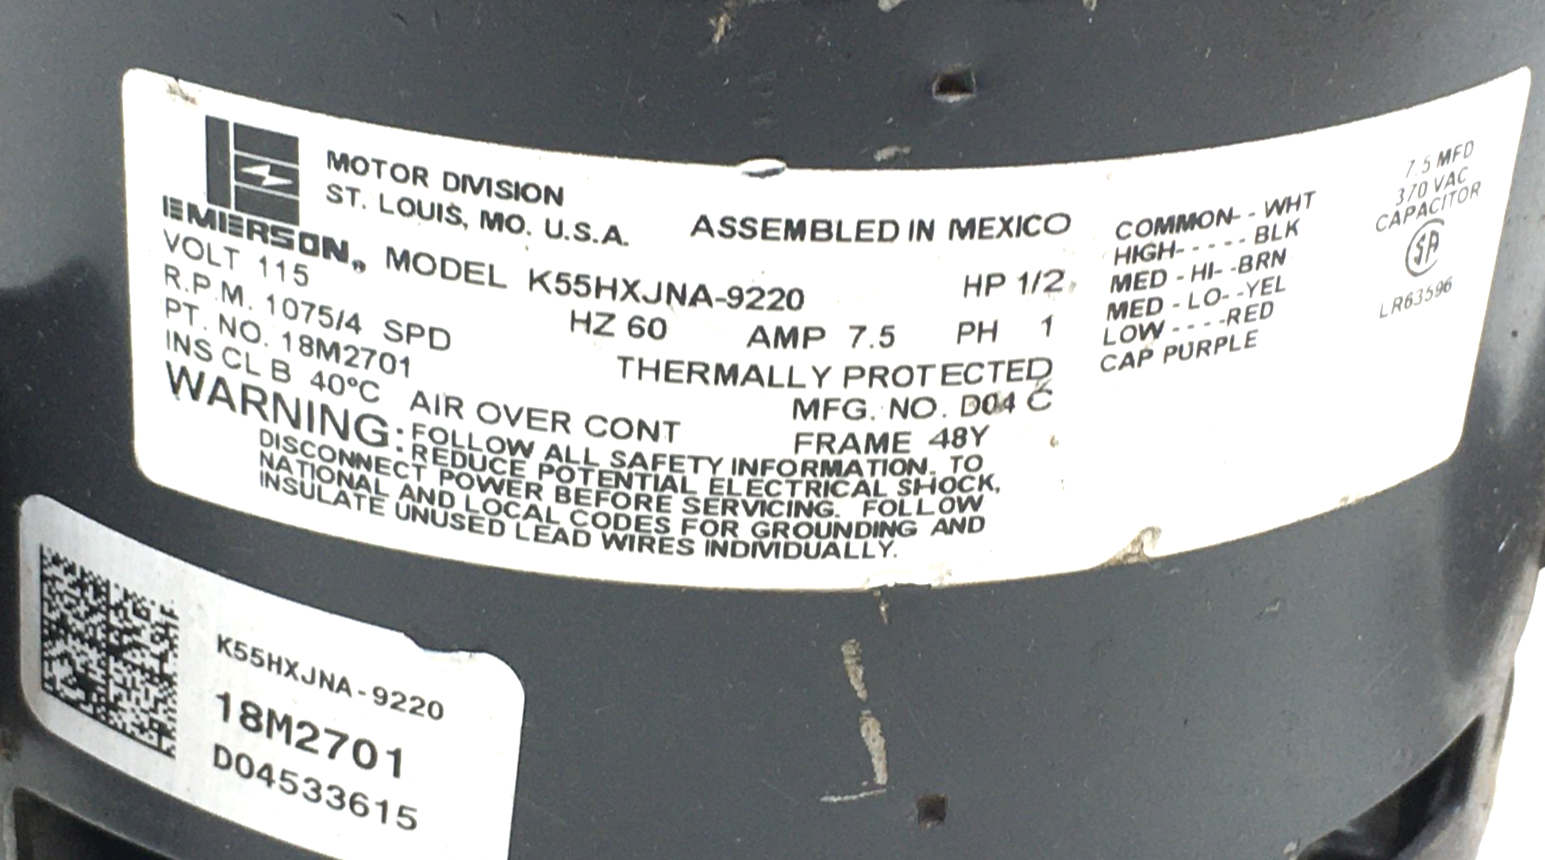 MOTOR DIVISION
ST. LOUIS, MO. U.S.A.
EMERSON® MODEL K55HXJNA-9220
ASSEMBLED IN MEXICO
VOLT 115 HP 1/2
R.P.M. 1075/4 SPD HZ 60 AMP 7.5 PH 1
PT. NO. 18M2701 THERMALLY PROTECTED
INS CL B 40°C AIR OVER CONT MFG. NO. D04 C
FRAME 48Y
WARNING: FOLLOW ALL SAFETY INFORMATION. TO
REDUCE POTENTIAL ELECTRICAL SHOCK,
DISCONNECT POWER BEFORE SERVICING. FOLLOW
NATIONAL AND LOCAL CODES FOR GROUNDING AND
INSULATE UNUSED LEAD WIRES INDIVIDUALLY.
COMMON- - WHT
HIGH- - - - - BLK
MED - HI- -BRN
MED - LO- -YEL
LOW - - - -RED
CAP PURPLE
7.5 MFD
370 VAC
CAPACITOR
SA
LR63596
K55HXJNA-9220
18M2701
D04533615